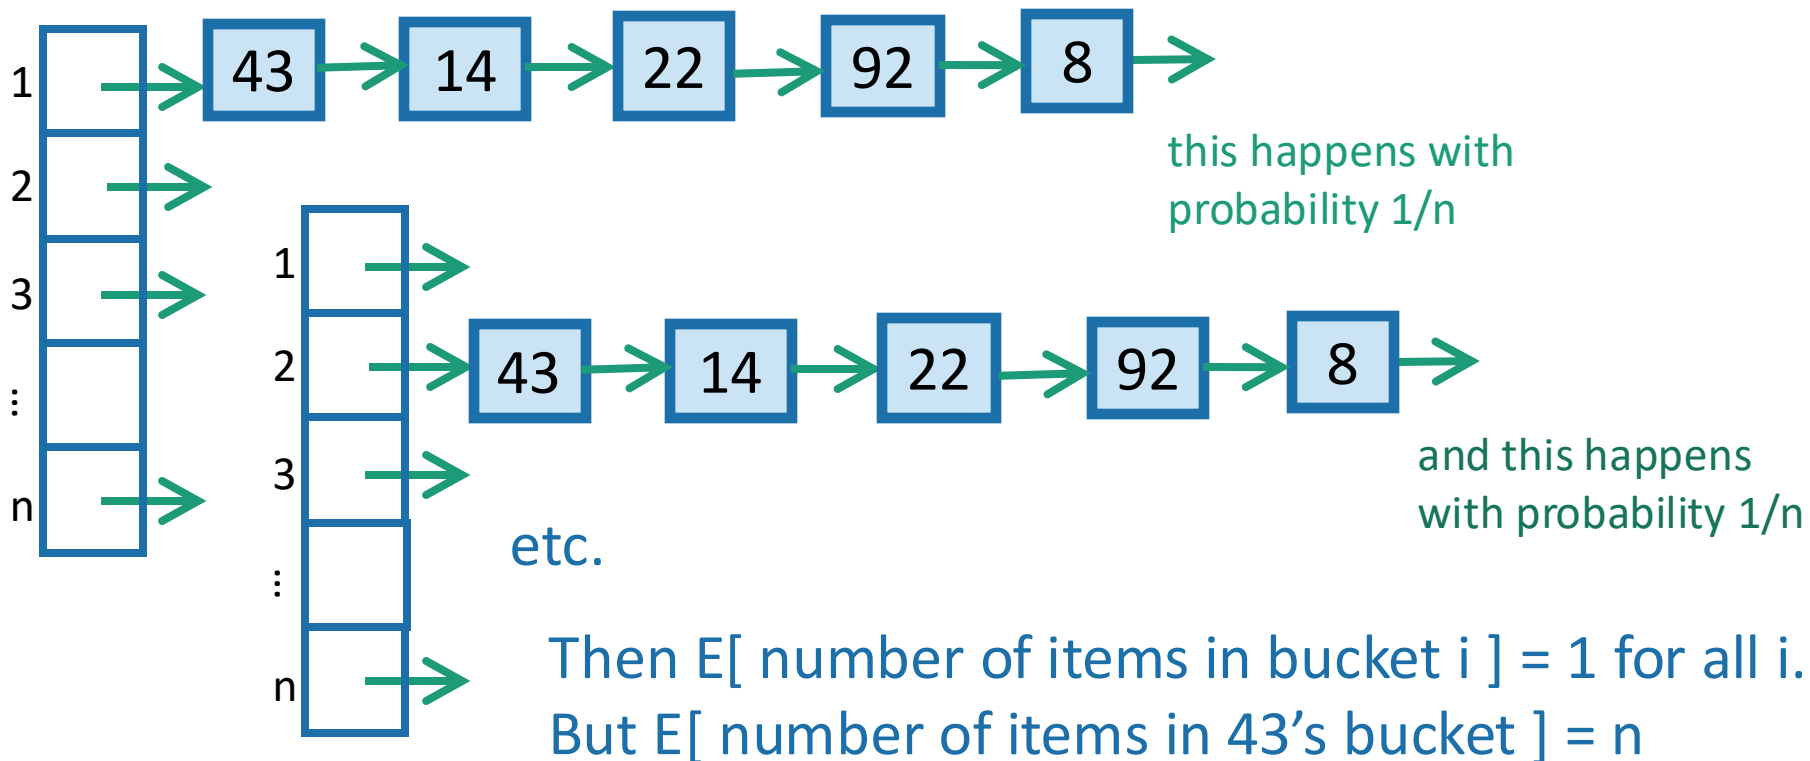 1
43
14
22
92
8
2
3
⋮
n
this happens with
probability 1/n
1
2
43
14
22
92
8
3
⋮
n
and this happens
with probability 1/n
etc.
Then E[ number of items in bucket i ] = 1 for all i.
But E[ number of items in 43’s bucket ] = n